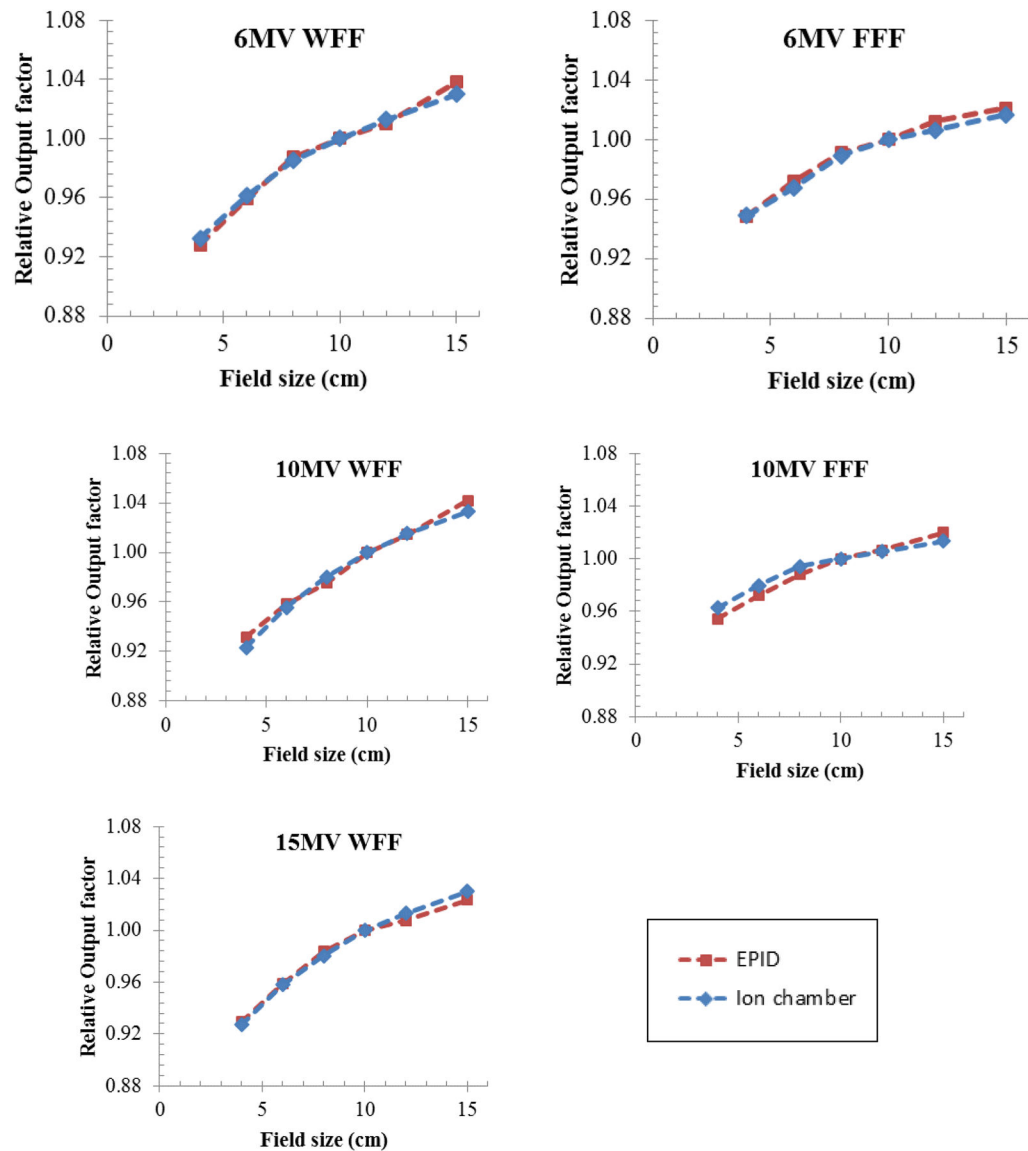 6MV WFF
Relative Output factor
1.08
1.04
1.00
0.96
0.92
0.88
0 5 10 15
Field size (cm)
6MV FFF
Relative Output factor
1.08
1.04
1.00
0.96
0.92
0.88
0 5 10 15
Field size (cm)
10MV WFF
Relative Output factor
1.08
1.04
1.00
0.96
0.92
0.88
0 5 10 15
Field size (cm)
10MV FFF
Relative Output factor
1.08
1.04
1.00
0.96
0.92
0.88
0 5 10 15
Field size (cm)
15MV WFF
Relative Output factor
1.08
1.04
1.00
0.96
0.92
0.88
0 5 10 15
Field size (cm)
EPID
Ion chamber